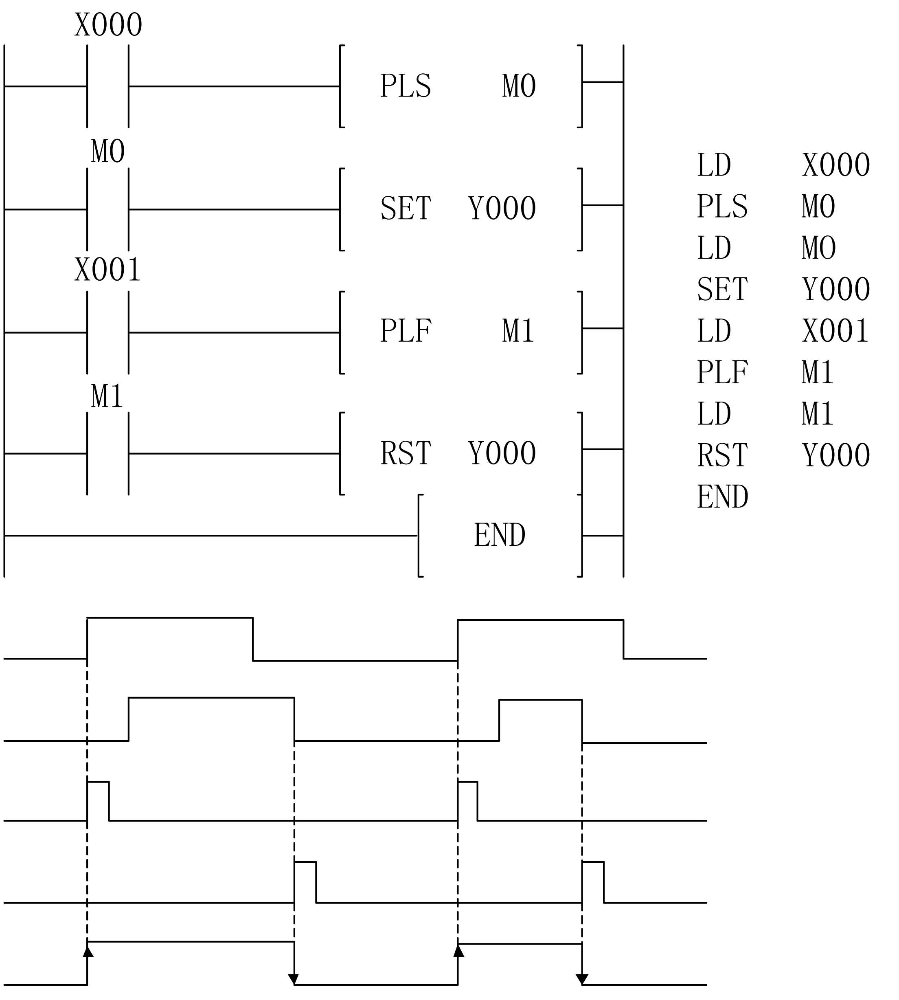 X000
PLS M0
M0
SET Y000
X001
PLF M1
M1
RST Y000
END
LD X000
PLS M0
LD M0
SET Y000
LD X001
PLF M1
LD M1
RST Y000
END